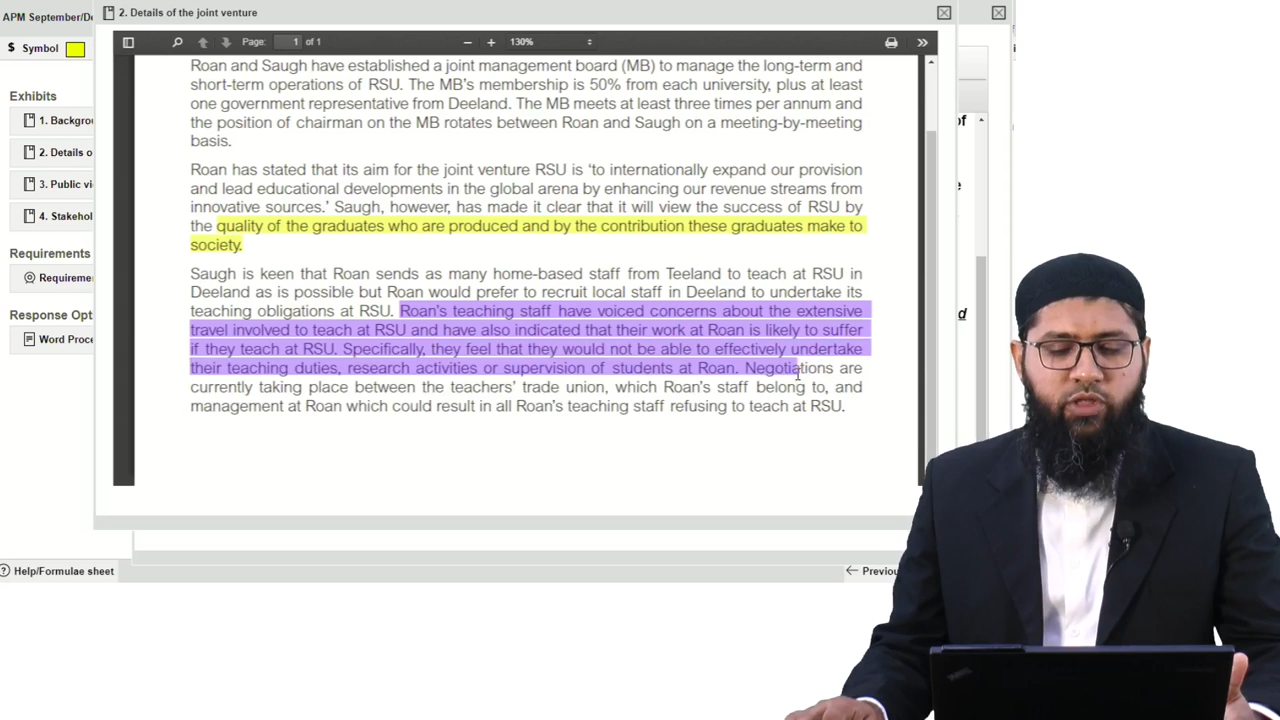 APM September/De
2. Details of the joint venture
$ Symbol
Page: 1 of 1
130%
Exhibits
1. Backgrou
2. Details o
3. Public vi
4. Stakehol
Requirements
Requiremen
Response Opt
Word Proce
Roan and Saugh have established a joint management board (MB) to manage the long-term and
short-term operations of RSU. The MB's membership is 50% from each university, plus at least
one government representative from Deeland. The MB meets at least three times per annum and
the position of chairman on the MB rotates between Roan and Saugh on a meeting-by-meeting
basis.
Roan has stated that its aim for the joint venture RSU is 'to internationally expand our provision
and lead educational developments in the global arena by enhancing our revenue streams from
innovative sources.' Saugh, however, has made it clear that it will view the success of RSU by
the quality of the graduates who are produced and by the contribution these graduates make to
society.
Saugh is keen that Roan sends as many home-based staff from Teeland to teach at RSU in
Deeland as is possible but Roan would prefer to recruit local staff in Deeland to undertake its
teaching obligations at RSU. Roan's teaching staff have voiced concerns about the extensive
travel involved to teach at RSU and have also indicated that their work at Roan is likely to suffer
if they teach at RSU. Specifically, they feel that they would not be able to effectively undertake
their teaching duties, research activities or supervision of students at Roan. Negotiations are
currently taking place between the teachers' trade union, which Roan's staff belong to, and
management at Roan which could result in all Roan's teaching staff refusing to teach at RSU.
of
e
d
Help/Formulae sheet
Previou